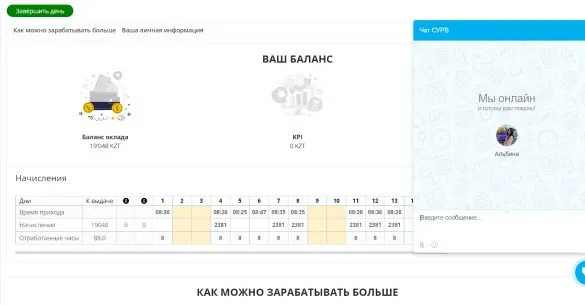 Завершить день
Как можно зарабатывать больше Ваша личная информация
ВАШ БАЛАНС
Баланс оклада
19'048 KZT
KPI
0 KZT
Начисления
Дни К выдаче 1 2 3 4 5 6 7 8 9 10 11 12 13
Время прихода 08:36 08:26 08:25 08:47 08:35 08:35 08:28 08:36 08:36
Начисления 19048 0 0 2381 2381 2381 2381 2381 2381 2381
Отработанные часы 88,0 8 8 8 8 8 8 8 8 8
КАК МОЖНО ЗАРАБАТЫВАТЬ БОЛЬШЕ
Чат СУРВ
Мы онлайн
и готовы вам помочь!
Альбина
Введите сообщение...